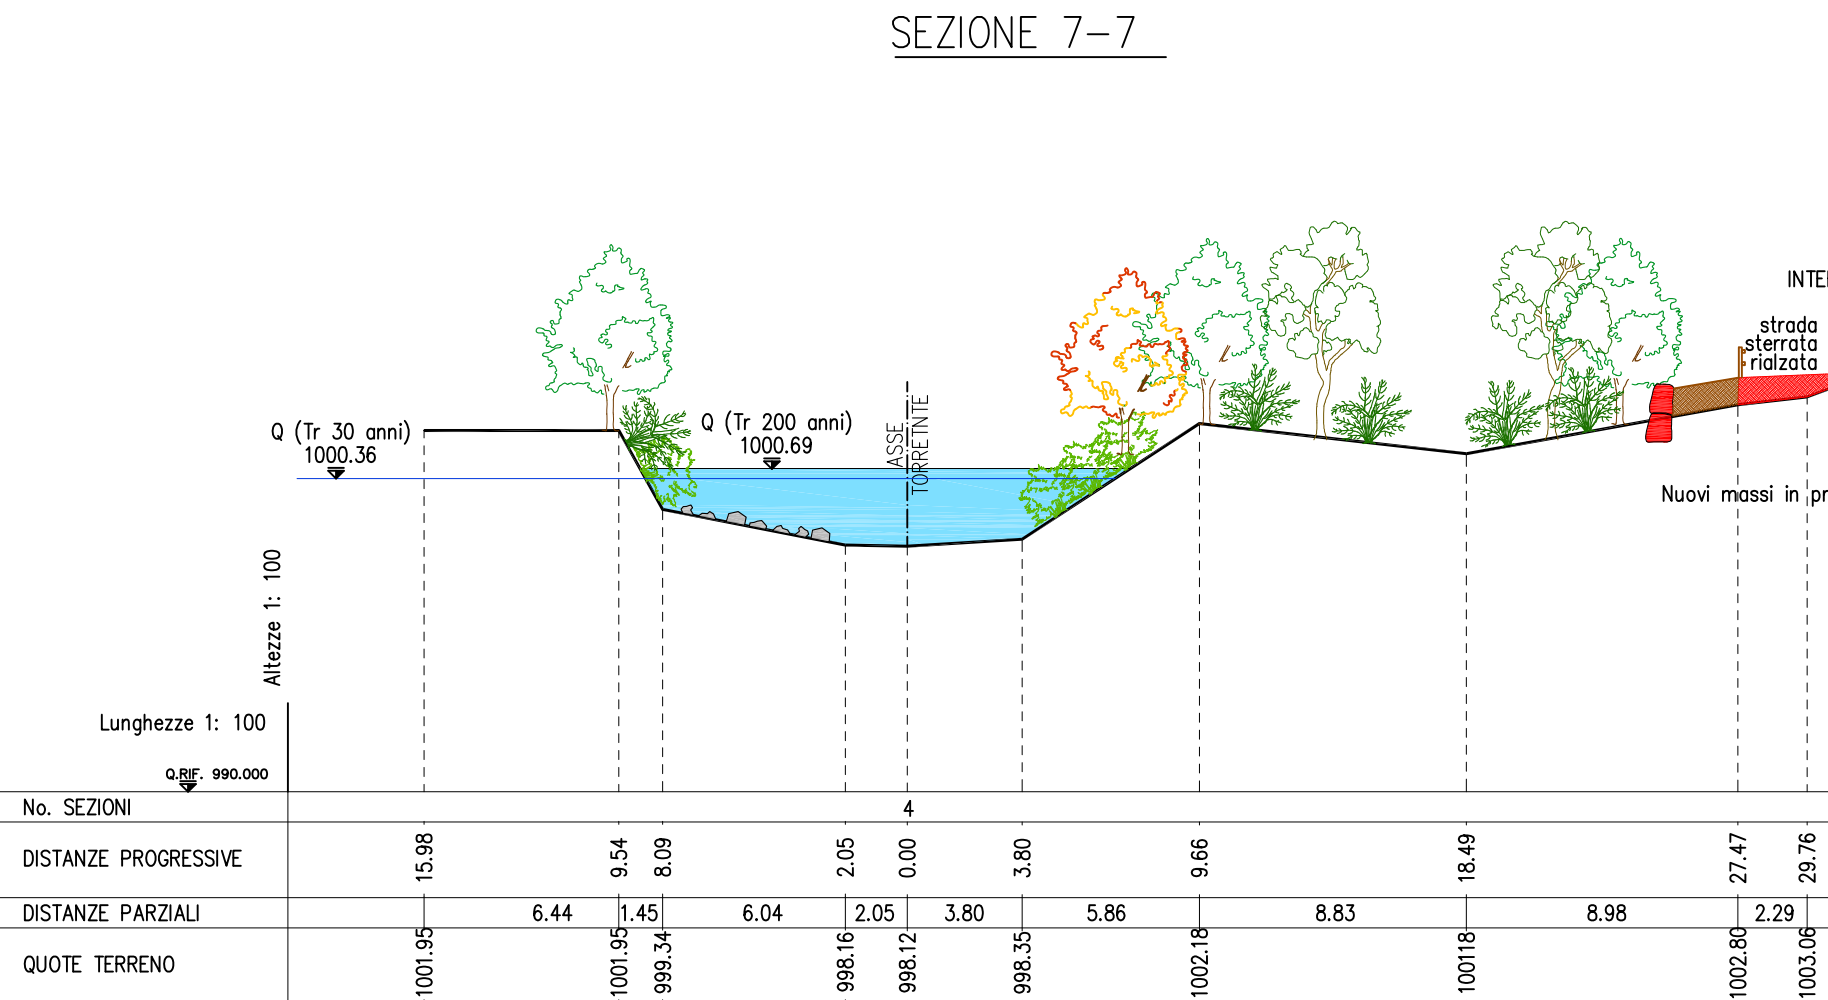 SEZIONE 7-7
INTE
strada
sterrata
rialzata
Q (Tr 30 anni)
1000.36
Q (Tr 200 anni)
1000.69
ASSE
TORRETNTE
Nuovi massi in pr
Altezze 1: 100
Lunghezze 1: 100
Q.RIF. 990.000
No. SEZIONI
4
DISTANZE PROGRESSIVE
15.98 9.54 8.09 2.05 0.00 3.80 9.66 18.49 27.47 29.76
DISTANZE PARZIALI
6.44 1.45 6.04 2.05 3.80 5.86 8.83 8.98 2.29
QUOTE TERRENO
1001.95 1001.95 999.34 998.16 998.12 998.35 1002.18 1001.18 1002.80 1003.06